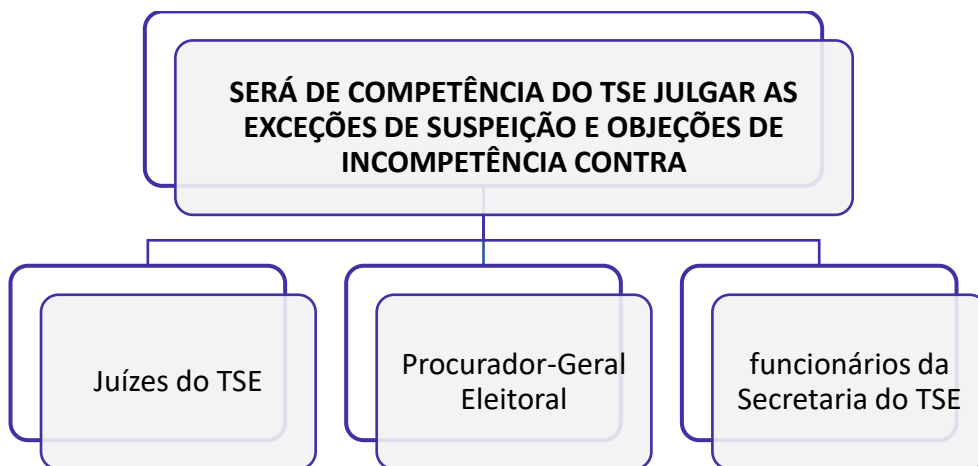 SERÁ DE COMPETÊNCIA DO TSE JULGAR AS
EXCEÇÕES DE SUSPEIÇÃO E OBJEÇÕES DE
INCOMPETÊNCIA CONTRA
Juízes do TSE
Procurador-Geral
Eleitoral
funcionários da
Secretaria do TSE